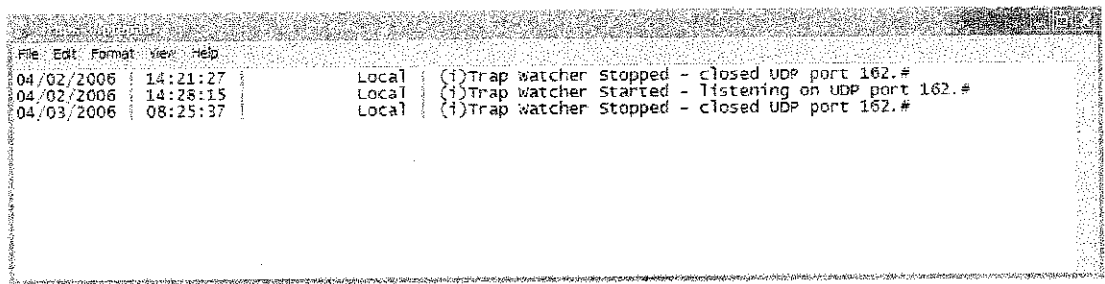 File Edit Format View Help
04/02/2006 | 14:21:27 | Local | (i)Trap Watcher Stopped - closed UDP port 162.#
04/02/2006 | 14:28:15 | Local | (i)Trap Watcher Started - listening on UDP port 162.#
04/03/2006 | 08:25:37 | Local | (i)Trap Watcher Stopped - closed UDP port 162.#